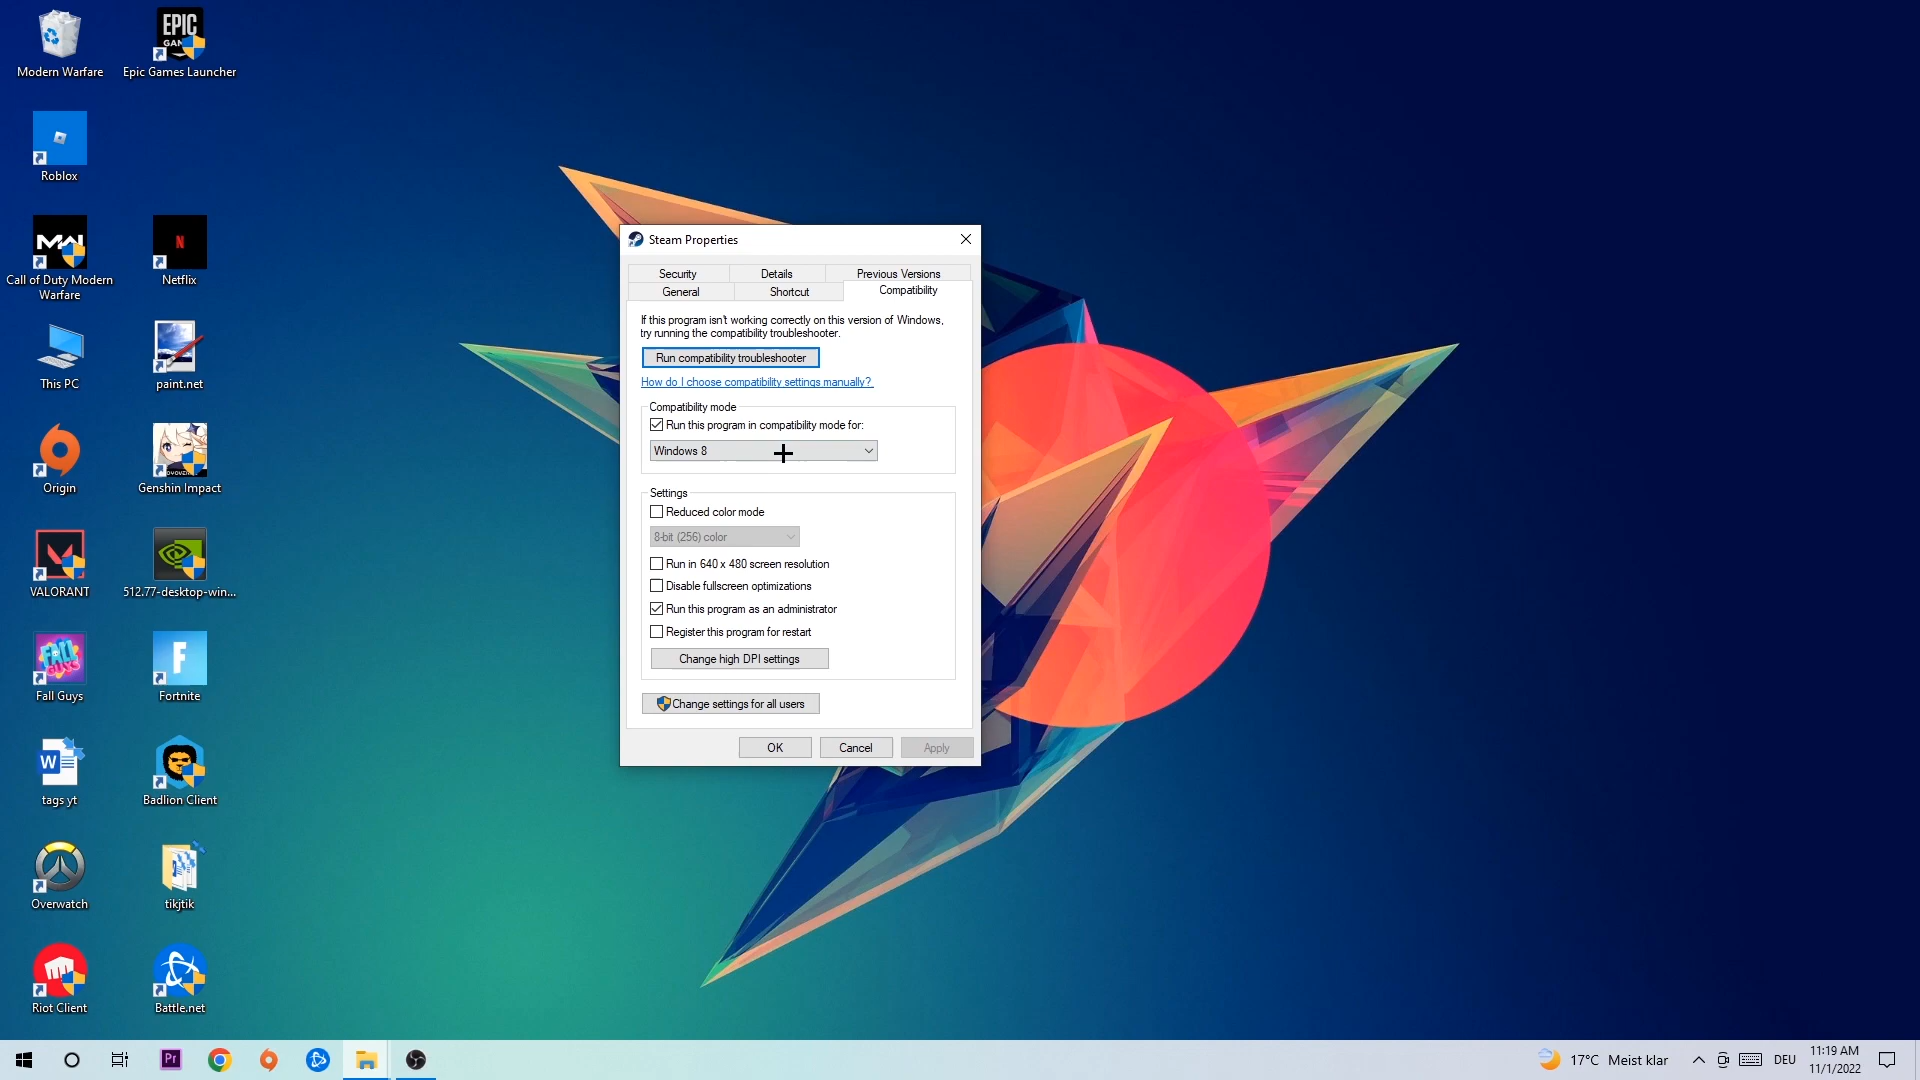 Modern Warfare
EPIC
GAMES
Epic Games Launcher
Roblox
MW
Call of Duty Modern
Warfare
N
Netflix
This PC
paint.net
Origin
Genshin Impact
VALORANT
512.77-desktop-win...
FALL
GUYS
Fall Guys
F
Fortnite
W
tags yt
Badlion Client
Overwatch
tikjtik
Riot Client
Battle.net
Steam Properties
Security
Details
Previous Versions
General
Shortcut
Compatibility
If this program isn't working correctly on this version of Windows,
try running the compatibility troubleshooter.
Run compatibility troubleshooter
How do I choose compatibility settings manually?
Compatibility mode
Run this program in compatibility mode for:
Windows 8
Settings
Reduced color mode
8-bit (256) color
Run in 640 x 480 screen resolution
Disable fullscreen optimizations
Run this program as an administrator
Register this program for restart
Change high DPI settings
Change settings for all users
OK
Cancel
Apply
Pr
17°C Meist klar
DEU
11:19 AM
11/1/2022